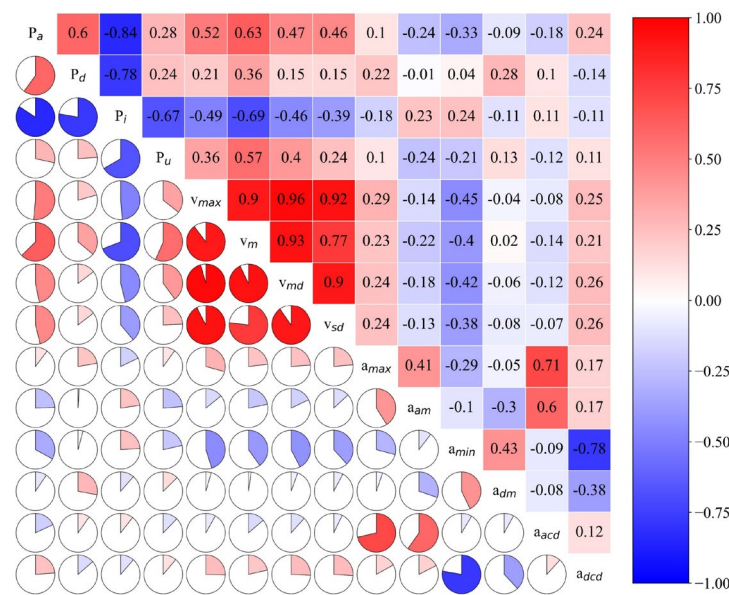 Pa 0.6 -0.84 0.28 0.52 0.63 0.47 0.46 0.1 -0.24 -0.33 -0.09 -0.18 0.24
Pd -0.78 0.24 0.21 0.36 0.15 0.15 0.22 -0.01 0.04 0.28 0.1 -0.14
Pi -0.67 -0.49 -0.69 -0.46 -0.39 -0.18 0.23 0.24 -0.11 0.11 -0.11
Pu 0.36 0.57 0.4 0.24 0.1 -0.24 -0.21 0.13 -0.12 0.11
vmax 0.9 0.96 0.92 0.29 -0.14 -0.45 -0.04 -0.08 0.25
vm 0.93 0.77 0.23 -0.22 -0.4 0.02 -0.14 0.21
vmd 0.9 0.24 -0.18 -0.42 -0.06 -0.12 0.26
vsd 0.24 -0.13 -0.38 -0.08 -0.07 0.26
amax 0.41 -0.29 -0.05 0.71 0.17
aam -0.1 -0.3 0.6 0.17
amin 0.43 -0.09 -0.78
adm -0.08 -0.38
aacd 0.12
adcd
1.00
0.75
0.50
0.25
0.00
−0.25
−0.50
−0.75
−1.00